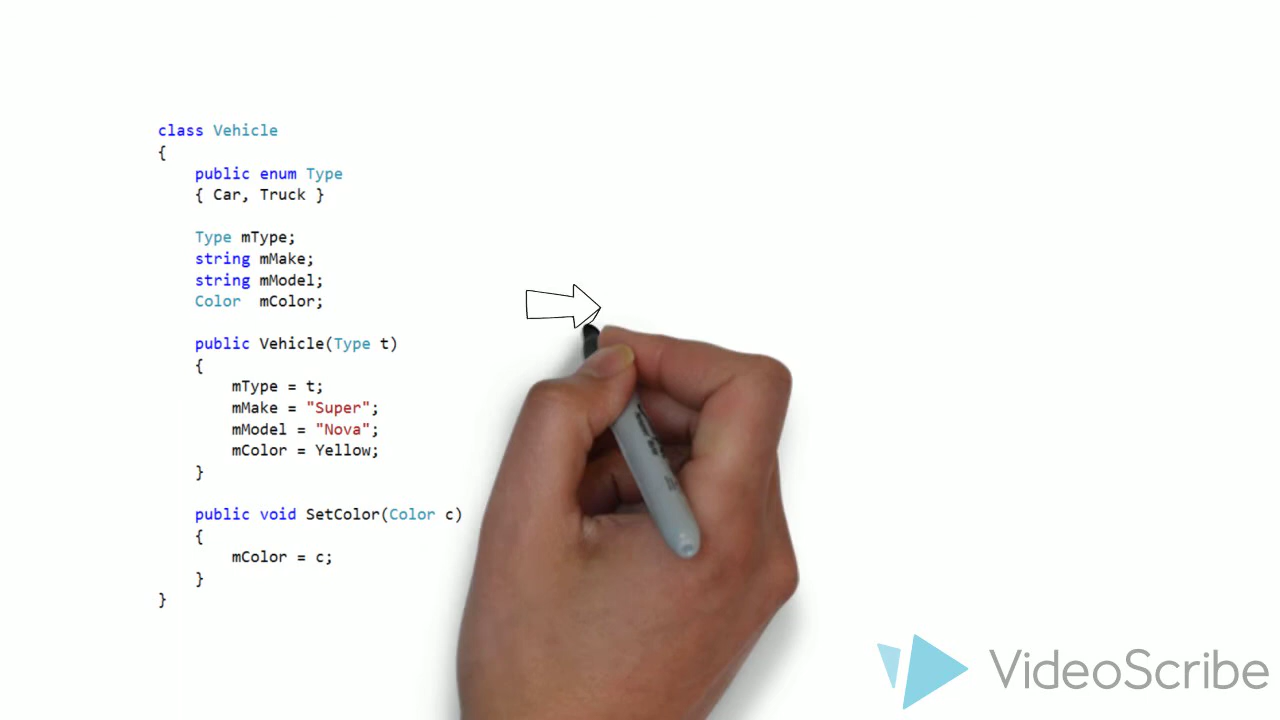 class Vehicle
{
public enum Type
{ Car, Truck }
Type mType;
string mMake;
string mModel;
Color mColor;
public Vehicle(Type t)
{
mType = t;
mMake = "Super";
mModel = "Nova";
mColor = Yellow;
}
public void SetColor(Color c)
{
mColor = c;
}
}
VideoScribe